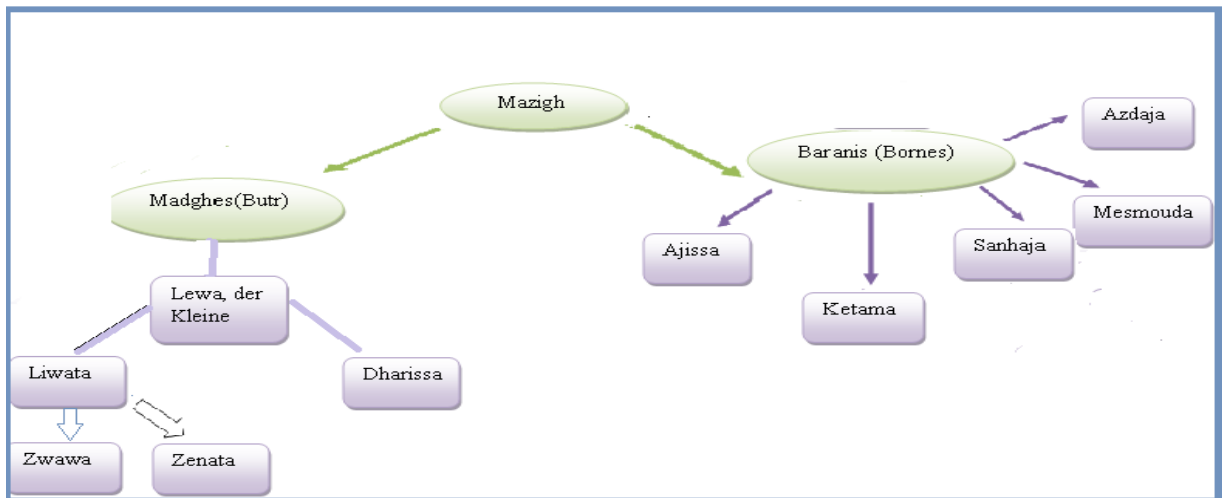 Mazigh
Azdaja
Baranis (Bornes)
Madghes(Butr)
Mesmouda
Ajissa
Sanhaja
Lewa, der
Kleine
Ketama
Liwata
Dharissa
Zwawa
Zenata